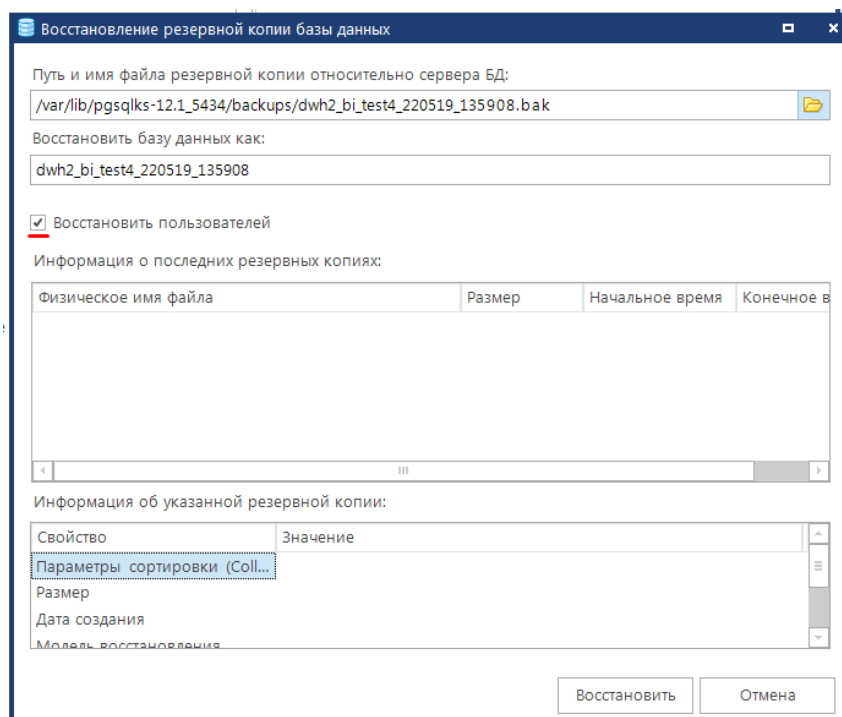 Восстановление резервной копии базы данных
Путь и имя файла резервной копии относительно сервера БД:
/var/lib/pgsqlks-12.1_5434/backups/dwh2_bi_test4_220519_135908.bak
Восстановить базу данных как:
dwh2_bi_test4_220519_135908
Восстановить пользователей
Информация о последних резервных копиях:
Физическое имя файла Размер Начальное время Конечное в
Информация об указанной резервной копии:
Свойство Значение
Параметры сортировки (Coll...
Размер
Дата создания
Модель восстановления
Восстановить Отмена